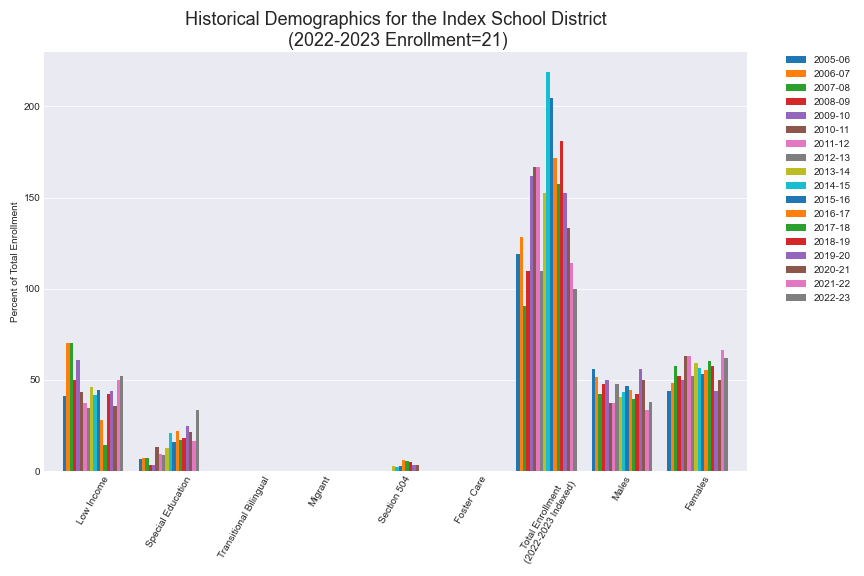 Historical Demographics for the Index School District
(2022-2023 Enrollment=21)
Percent of Total Enrollment
200
150
100
50
0
Low Income
Special Education
Transitional Bilingual
Migrant
Section 504
Foster Care
Total Enrollment
(2022-2023 Indexed)
Males
Females
2005-06
2006-07
2007-08
2008-09
2009-10
2010-11
2011-12
2012-13
2013-14
2014-15
2015-16
2016-17
2017-18
2018-19
2019-20
2020-21
2021-22
2022-23